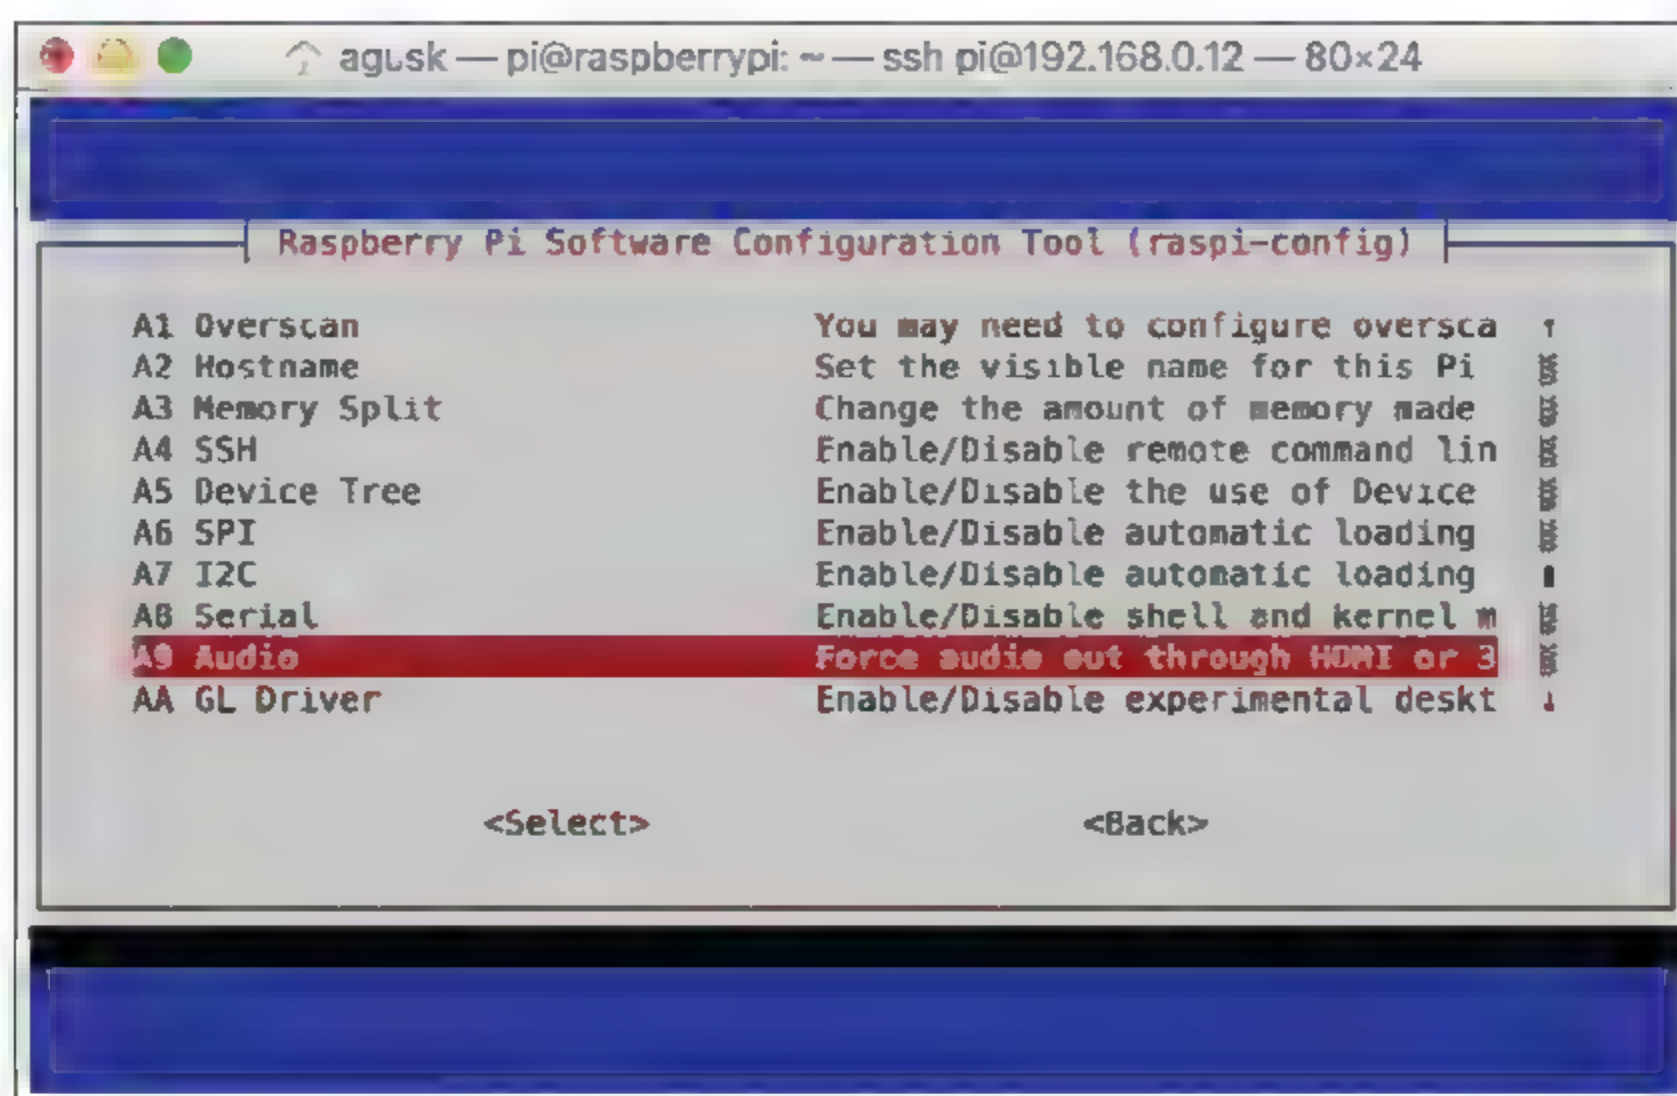 agusk — pi@raspberrypi: ~ — ssh pi@192.168.0.12 — 80×24
Raspberry Pi Software Configuration Tool (raspi-config)
A1 Overscan You may need to configure oversca
A2 Hostname Set the visible name for this Pi
A3 Memory Split Change the amount of memory made
A4 SSH Enable/Disable remote command lin
A5 Device Tree Enable/Disable the use of Device
A6 SPI Enable/Disable automatic loading
A7 I2C Enable/Disable automatic loading
A8 Serial Enable/Disable shell and kernel m
A9 Audio Force audio out through HDMI or 3
AA GL Driver Enable/Disable experimental deskt
<Select> <Back>